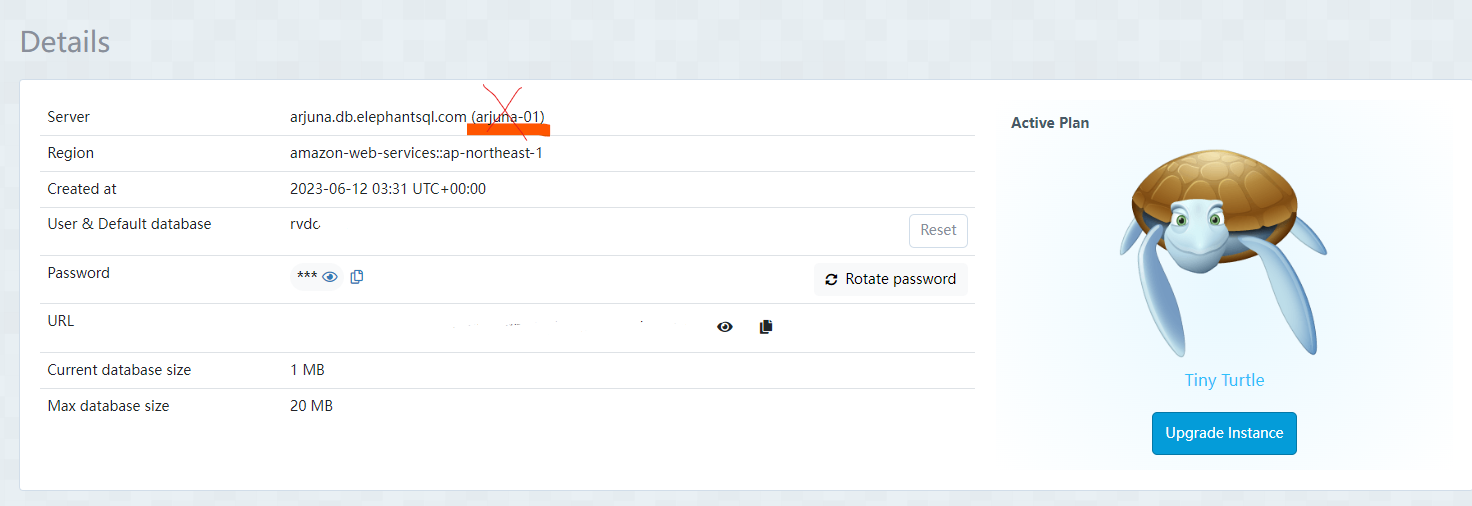 Details
Server arjuna.db.elephantsql.com (arjuna-01)
Active Plan
Region amazon-web-services::ap-northeast-1
Created at 2023-06-12 03:31 UTC+00:00
User & Default database rvdc Reset
Password *** Rotate password
URL
Current database size 1 MB
Tiny Turtle
Max database size 20 MB
Upgrade Instance